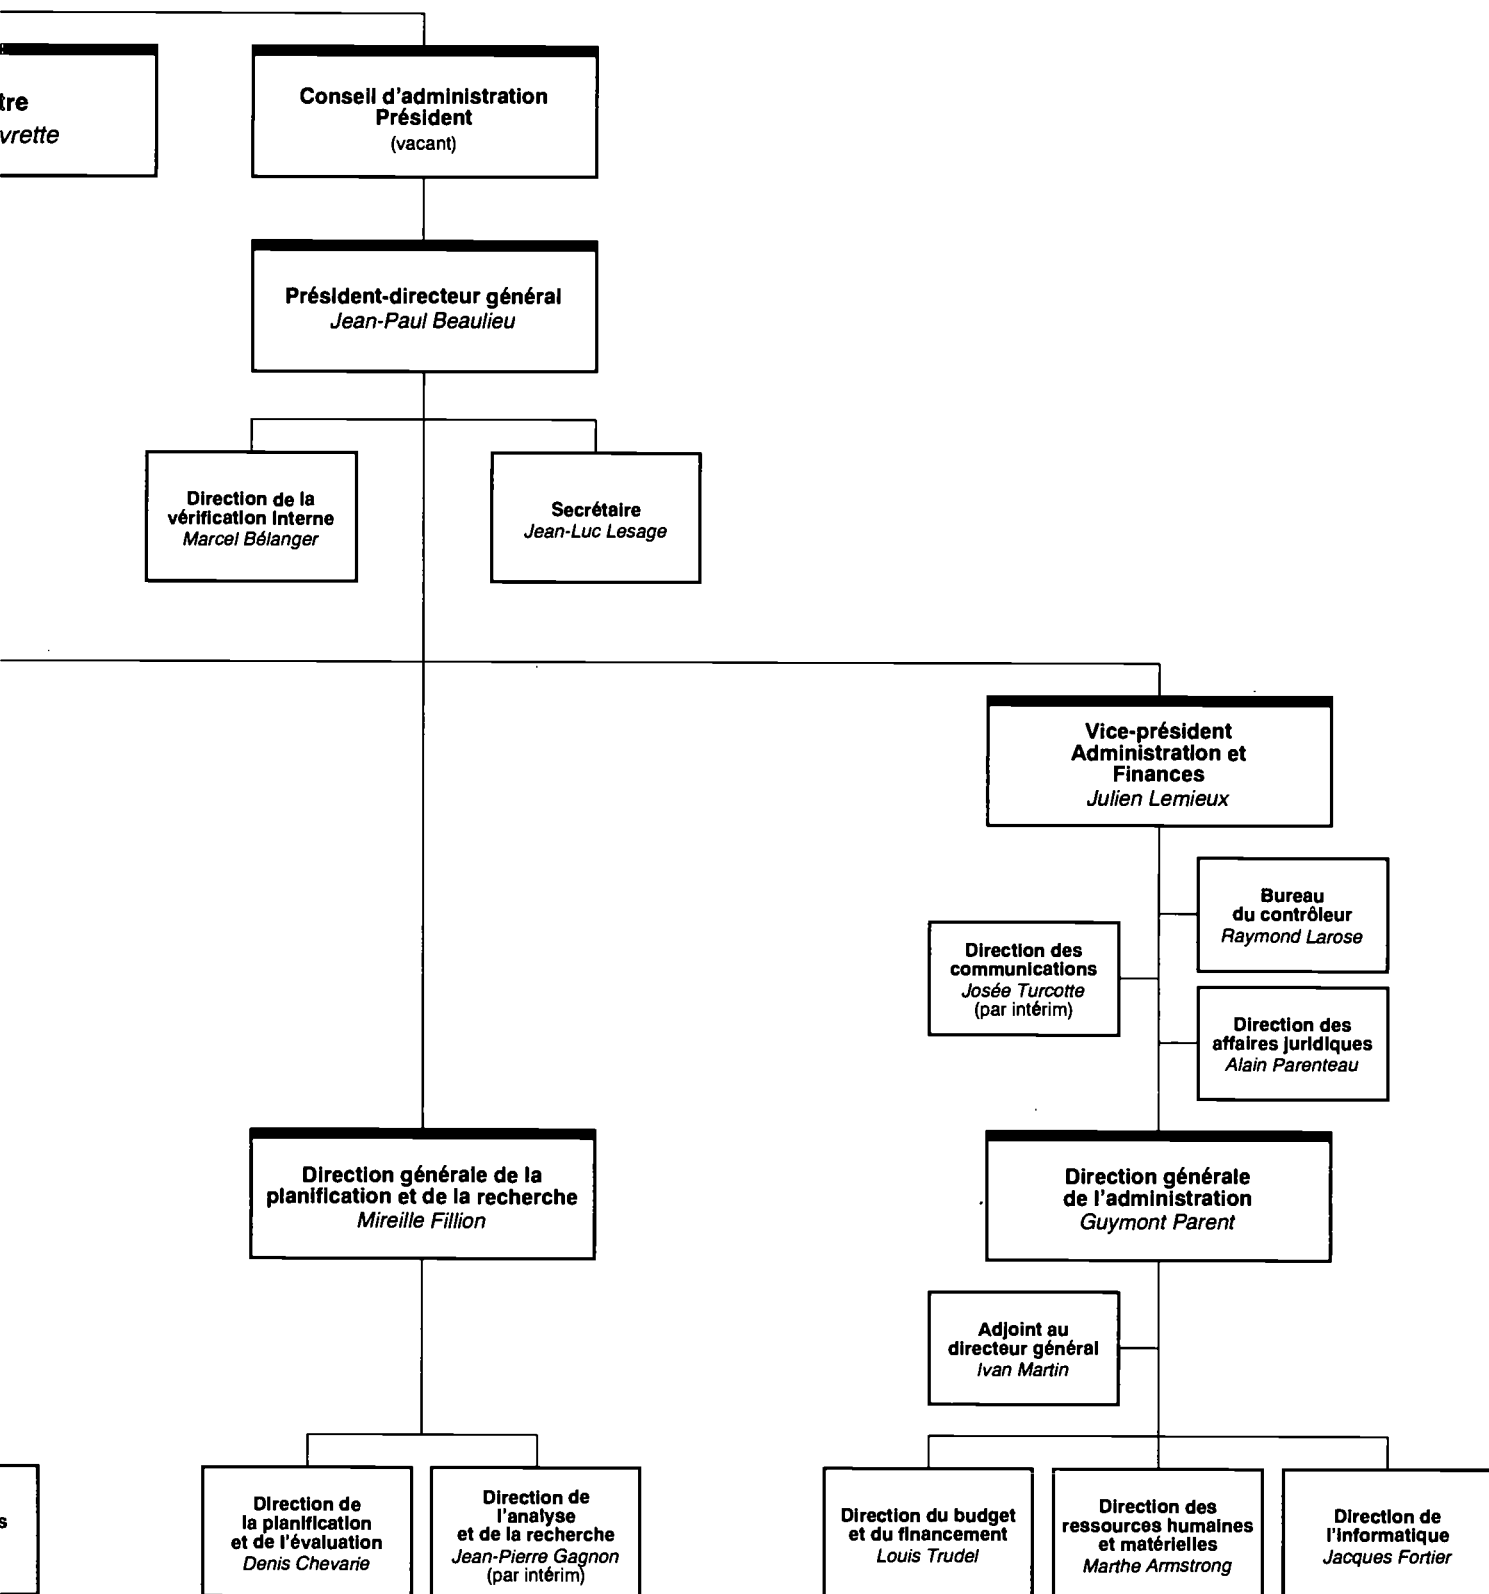 tre
vrette
Conseil d'administration
Président
(vacant)
Président-directeur général
Jean-Paul Beaulieu
Direction de la
vérification interne
Marcel Bélanger
Secrétaire
Jean-Luc Lesage
Vice-président
Administration et
Finances
Julien Lemieux
Bureau
du contrôleur
Raymond Larose
Direction des
communications
Josée Turcotte
(par intérim)
Direction des
affaires juridiques
Alain Parenteau
Direction générale de la
planification et de la recherche
Mireille Fillion
Direction générale
de l'administration
Guymont Parent
Adjoint au
directeur général
Ivan Martin
s
Direction de
la planification
et de l'évaluation
Denis Chevarie
Direction de
l'analyse
et de la recherche
Jean-Pierre Gagnon
(par intérim)
Direction du budget
et du financement
Louis Trudel
Direction des
ressources humaines
et matérielles
Marthe Armstrong
Direction de
l'informatique
Jacques Fortier